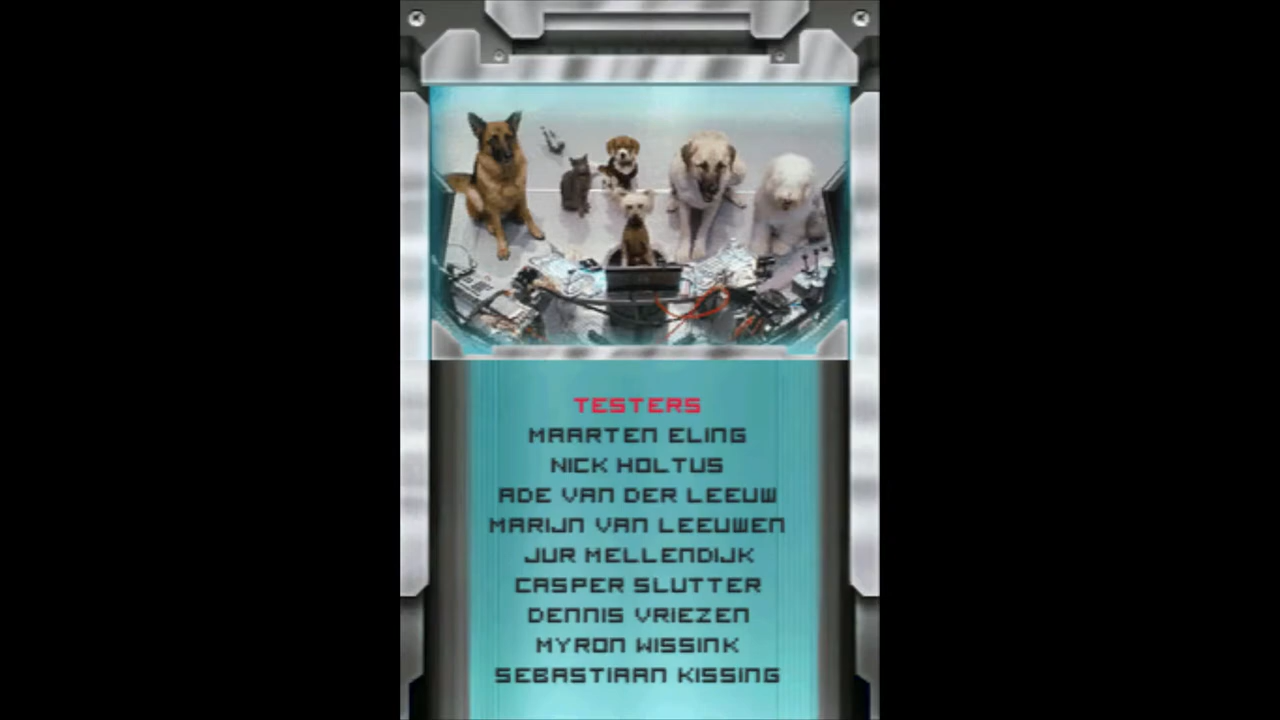 TESTERS
MAARTEN ELING
NICK HOLTUS
ADE VAN DER LEEUW
MARIJN VAN LEEUWEN
JUR MELLENDIJK
CASPER SLUTTER
DENNIS VRIEZEN
MYRON WISSINK
SEBASTIAAN KISSING